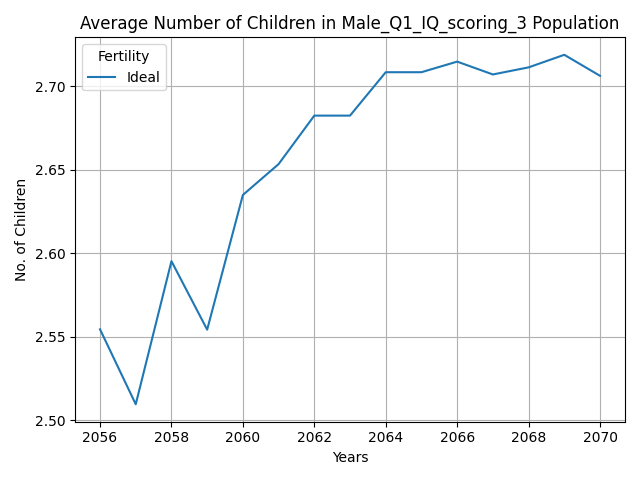 Average Number of Children in Male_Q1_IQ_scoring_3 Population
Fertility
Ideal
No. of Children
2.70
2.65
2.60
2.55
2.50
2056 2058 2060 2062 2064 2066 2068 2070
Years